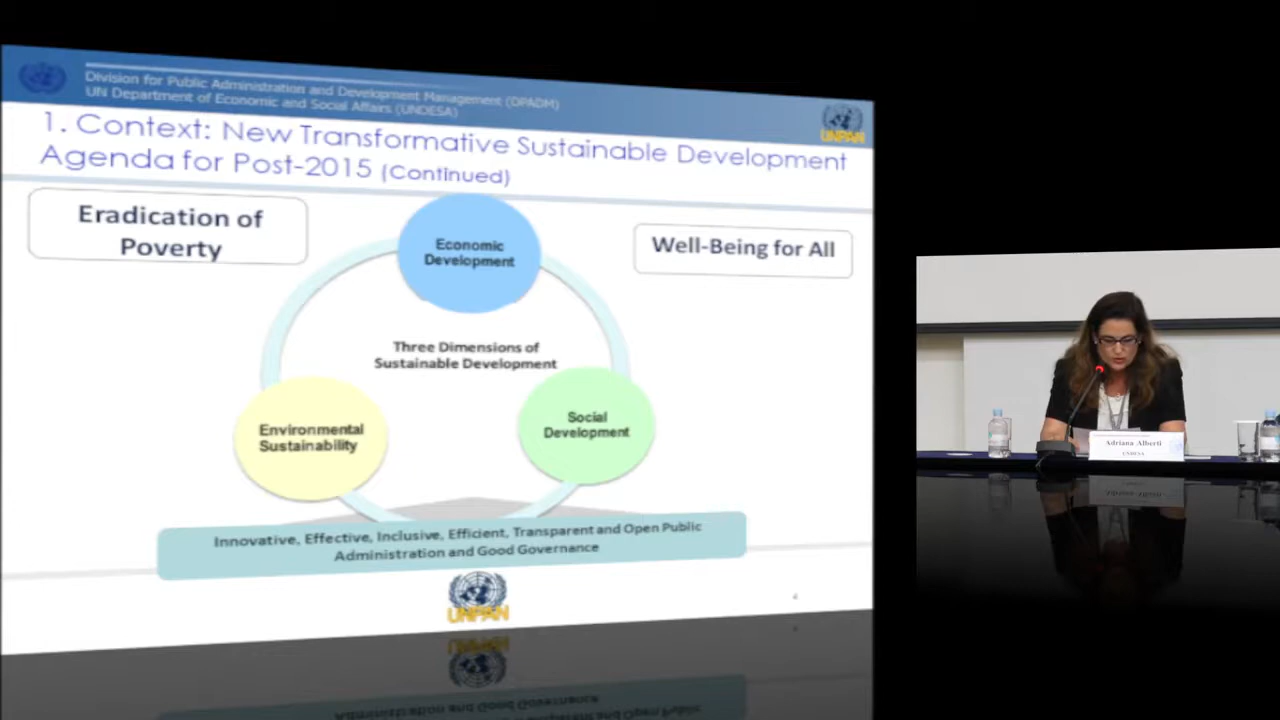 Division for Public Administration and Development Management (DPADM)
UN Department of Economic and Social Affairs (UNDESA)
UNPAN
1. Context: New Transformative Sustainable Development
Agenda for Post-2015 (Continued)
Eradication of
Poverty
Well-Being for All
Economic
Development
Three Dimensions of
Sustainable Development
Environmental
Sustainability
Social
Development
Innovative, Effective, Inclusive, Efficient, Transparent and Open Public
Administration and Good Governance
UNPAN
4
Adriana Alberti
UNDESA